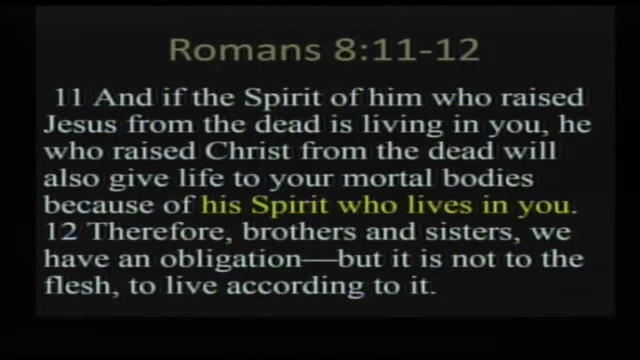 Romans 8:11-12
11 And if the Spirit of him who raised
Jesus from the dead is living in you, he
who raised Christ from the dead will
also give life to your mortal bodies
because of his Spirit who lives in you.
12 Therefore, brothers and sisters, we
have an obligation—but it is not to the
flesh, to live according to it.